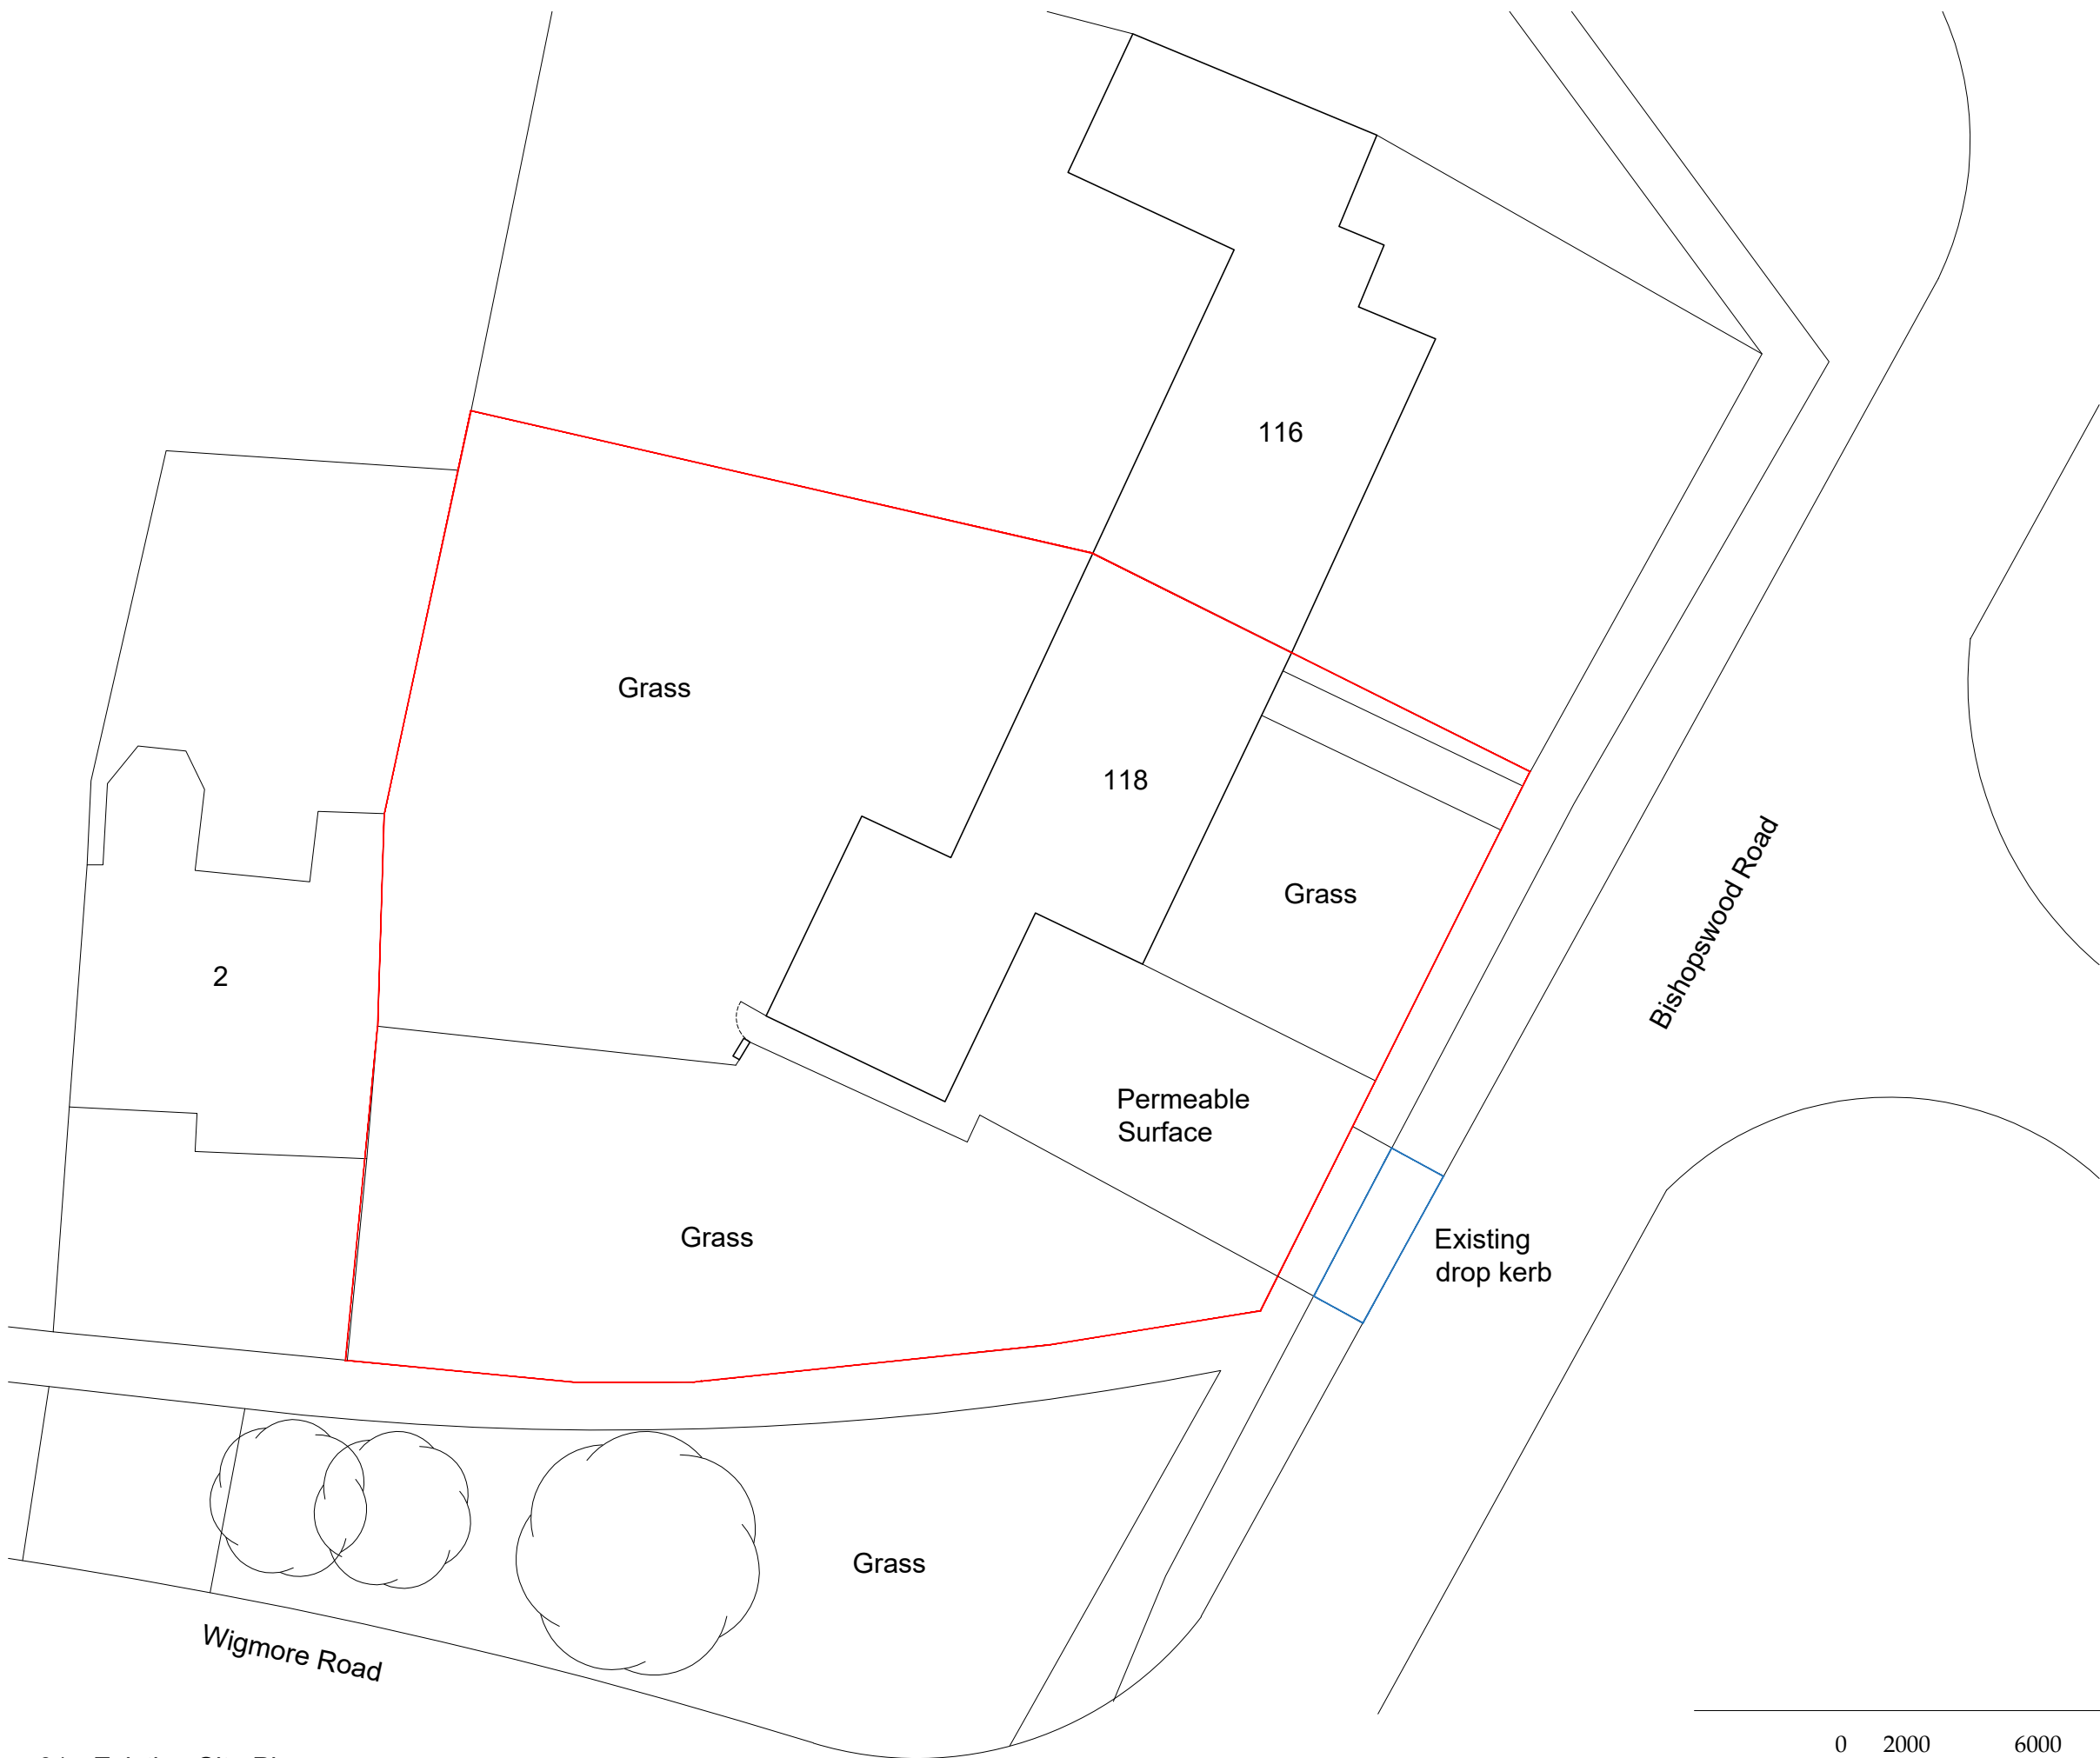 116
Grass
118
Grass
Bishopswood Road
2
Permeable
Surface
Grass
Existing
drop kerb
Grass
Wigmore Road
0 2000 6000